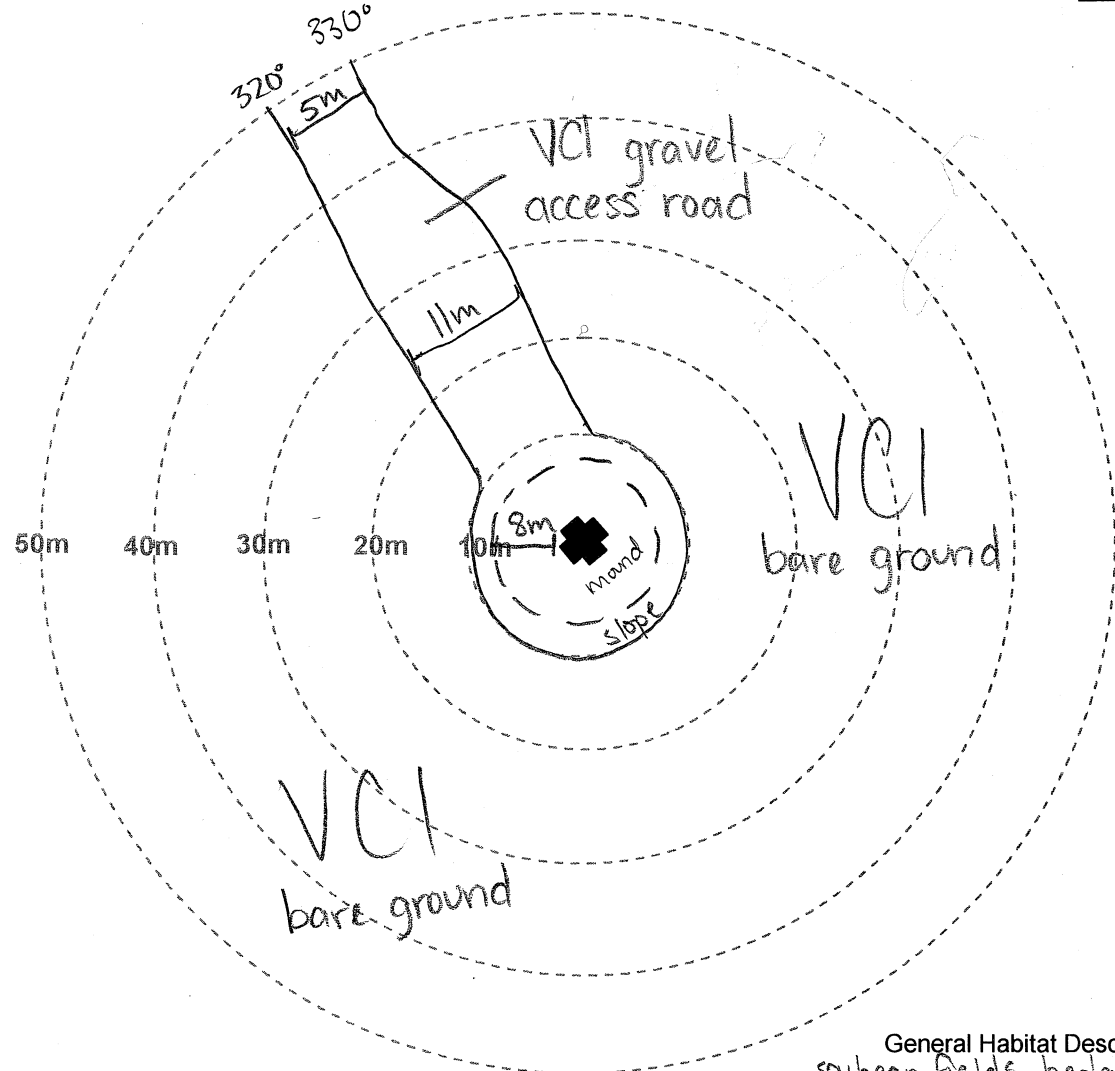 330°
320°
5m
VCI gravel
access road
11m
VCI
bare ground
50m
40m
30m
20m
10m
8m
mand
slope
VCI
bare ground
General Habitat Desc
soybean fields